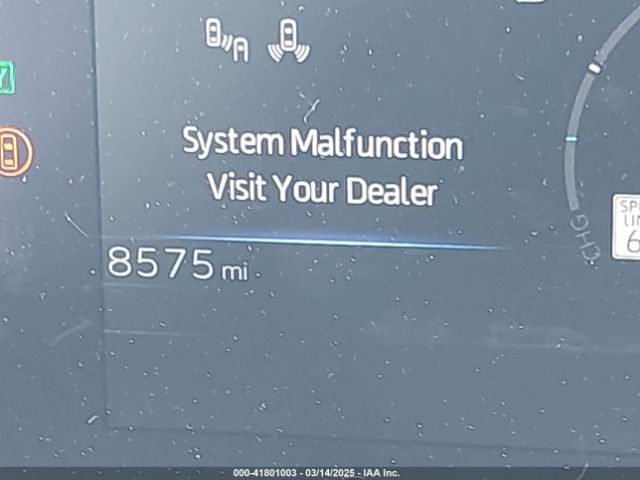 System Malfunction
Visit Your Dealer
8575 mi
CHG
000-41801003 - 03/14/2025 - IAA Inc.